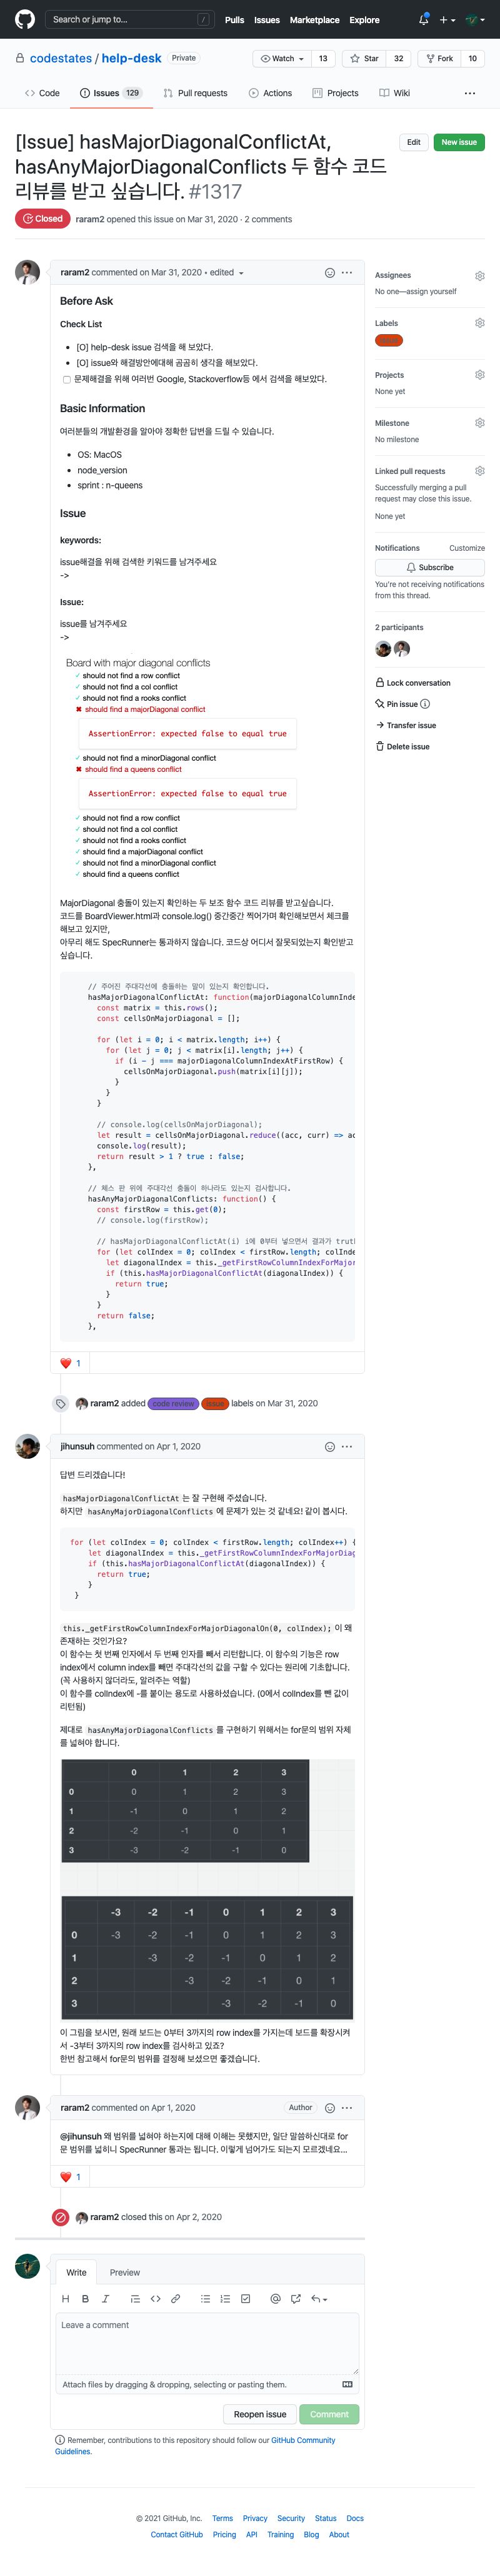 Search or jump to... /
Pulls Issues Marketplace Explore
codestates / help-desk Private
Watch 13 Star 32 Fork 10
Code Issues 129 Pull requests Actions Projects Wiki ...
[Issue] hasMajorDiagonalConflictAt,
hasAnyMajorDiagonalConflicts 두 함수 코드
리뷰를 받고 싶습니다. #1317
Edit New issue
Closed raram2 opened this issue on Mar 31, 2020 · 2 comments
raram2 commented on Mar 31, 2020 • edited
Before Ask
Check List
[O] help-desk issue 검색을 해 보았다.
[O] issue와 해결방안에대해 곰곰히 생각을 해보았다.
문제해결을 위해 여러번 Google, Stackoverflow등 에서 검색을 해보았다.
Basic Information
여러분들의 개발환경을 알아야 정확한 답변을 드릴 수 있습니다.
OS: MacOS
node_version
sprint : n-queens
Issue
keywords:
issue해결을 위해 검색한 키워드를 남겨주세요
->
Issue:
issue를 남겨주세요
->
Board with major diagonal conflicts
✓ should not find a row conflict
✓ should not find a col conflict
✓ should not find a rooks conflict
✖ should find a majorDiagonal conflict
AssertionError: expected false to equal true
✓ should not find a minorDiagonal conflict
✖ should find a queens conflict
AssertionError: expected false to equal true
✓ should not find a row conflict
✓ should not find a col conflict
✓ should not find a rooks conflict
✓ should find a majorDiagonal conflict
✓ should not find a minorDiagonal conflict
✓ should find a queens conflict
MajorDiagonal 충돌이 있는지 확인하는 두 보조 함수 코드 리뷰를 받고싶습니다.
코드를 BoardViewer.html과 console.log() 중간중간 찍어가며 확인해보면서 체크를
해보고 있지만,
아무리 해도 SpecRunner는 통과하지 않습니다. 코드상 어디서 잘못되었는지 확인받고
싶습니다.
// 주어진 주대각선에 충돌하는 말이 있는지 확인합니다.
hasMajorDiagonalConflictAt: function(majorDiagonalColumnInde
const matrix = this.rows();
const cellsOnMajorDiagonal = [];
for (let i = 0; i < matrix.length; i++) {
for (let j = 0; j < matrix[i].length; j++) {
if (i - j === majorDiagonalColumnIndexAtFirstRow) {
cellsOnMajorDiagonal.push(matrix[i][j]);
}
}
}
// console.log(cellsOnMajorDiagonal);
let result = cellsOnMajorDiagonal.reduce((acc, curr) => ac
console.log(result);
return result > 1 ? true : false;
},
// 체스 판 위에 주대각선 충돌이 하나라도 있는지 검사합니다.
hasAnyMajorDiagonalConflicts: function() {
const firstRow = this.get(0);
// console.log(firstRow);
// hasMajorDiagonalConflictAt(i) i에 0부터 넣으면서 결과가 truth
for (let colIndex = 0; colIndex < firstRow.length; colInde
let diagonalIndex = this._getFirstRowColumnIndexForMajor
if (this.hasMajorDiagonalConflictAt(diagonalIndex)) {
return true;
}
}
return false;
},
❤️ 1
raram2 added code review issue labels on Mar 31, 2020
jihunsuh commented on Apr 1, 2020
답변 드리겠습니다!
hasMajorDiagonalConflictAt 는 잘 구현해 주셨습니다.
하지만 hasAnyMajorDiagonalConflicts 에 문제가 있는 것 같네요! 같이 봅시다.
for (let colIndex = 0; colIndex < firstRow.length; colIndex++) {
let diagonalIndex = this._getFirstRowColumnIndexForMajorDiag
if (this.hasMajorDiagonalConflictAt(diagonalIndex)) {
return true;
}
}
this._getFirstRowColumnIndexForMajorDiagonalOn(0, colIndex); 이 왜
존재하는 것인가요?
이 함수는 첫 번째 인자에서 두 번째 인자를 빼서 리턴합니다. 이 함수의 기능은 row
index에서 column index를 빼면 주대각선의 값을 구할 수 있다는 원리에 기초합니다.
(꼭 사용하지 않더라도, 알려주는 역할)
이 함수를 colIndex에 -를 붙이는 용도로 사용하셨습니다. (0에서 colIndex를 뺀 값이
리턴됨)
제대로 hasAnyMajorDiagonalConflicts 를 구현하기 위해서는 for문의 범위 자체
를 넓혀야 합니다.
0 1 2 3
0 0 1 2 3
1 -1 0 1 2
2 -2 -1 0 1
3 -3 -2 -1 0
-3 -2 -1 0 1 2 3
0 -3 -2 -1 0 1 2 3
1 -3 -2 -1 0 1 2
2 -3 -2 -1 0 1
3 -3 -2 -1 0
이 그림을 보시면, 원래 보드는 0부터 3까지의 row index를 가지는데 보드를 확장시켜
서 -3부터 3까지의 row index를 검사하고 있죠?
한번 참고해서 for문의 범위를 결정해 보셨으면 좋겠습니다.
raram2 commented on Apr 1, 2020 Author
@jihunsuh 왜 범위를 넓혀야 하는지에 대해 이해는 못했지만, 일단 말씀하신대로 for
문 범위를 넓히니 SpecRunner 통과는 됩니다. 이렇게 넘어가도 되는지 모르겠네요...
❤️ 1
raram2 closed this on Apr 2, 2020
Write Preview
Leave a comment
Attach files by dragging & dropping, selecting or pasting them.
Reopen issue Comment
Remember, contributions to this repository should follow our GitHub Community
Guidelines.
Assignees
No one—assign yourself
Labels
issue
Projects
None yet
Milestone
No milestone
Linked pull requests
Successfully merging a pull
request may close this issue.
None yet
Notifications Customize
Subscribe
You're not receiving notifications
from this thread.
2 participants
Lock conversation
Pin issue
Transfer issue
Delete issue
© 2021 GitHub, Inc. Terms Privacy Security Status Docs
Contact GitHub Pricing API Training Blog About